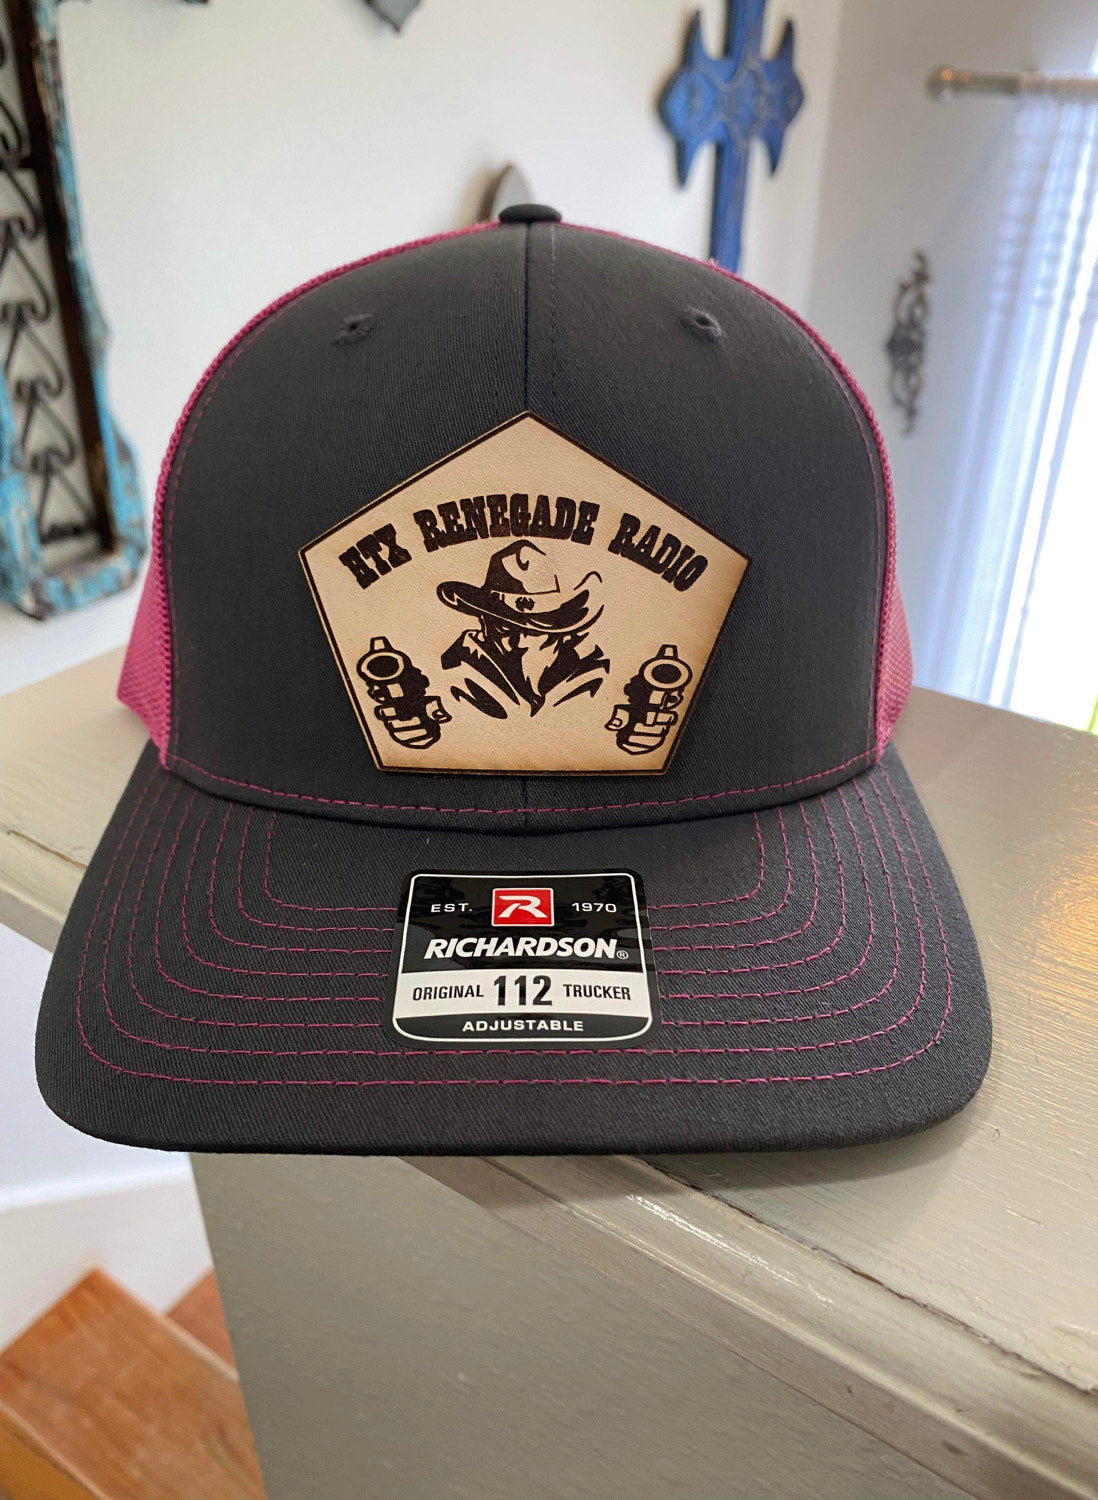 HTX RENEGADE RADIO
EST. R 1970
RICHARDSON®
ORIGINAL 112 TRUCKER
ADJUSTABLE